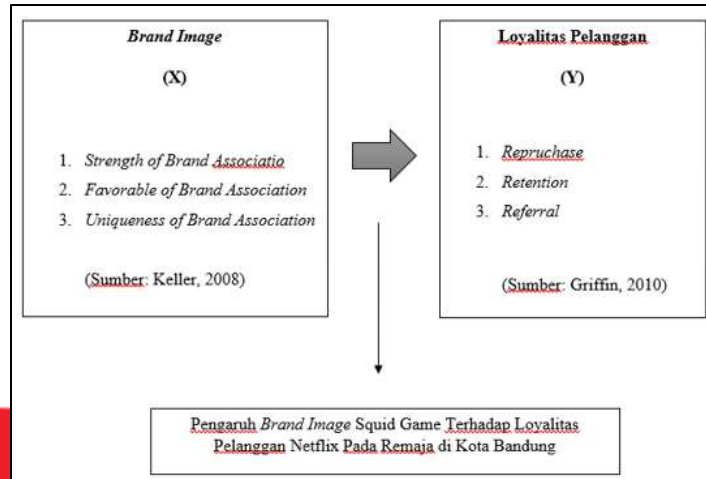 Brand Image
(X)
1. Strength of Brand Associatio
2. Favorable of Brand Association
3. Uniqueness of Brand Association
(Sumber: Keller, 2008)
Loyalitas Pelanggan
(Y)
1. Repruchase
2. Retention
3. Referral
(Sumber: Griffin, 2010)
Pengaruh Brand Image Squid Game Terhadap Loyalitas
Pelanggan Netflix Pada Remaja di Kota Bandung